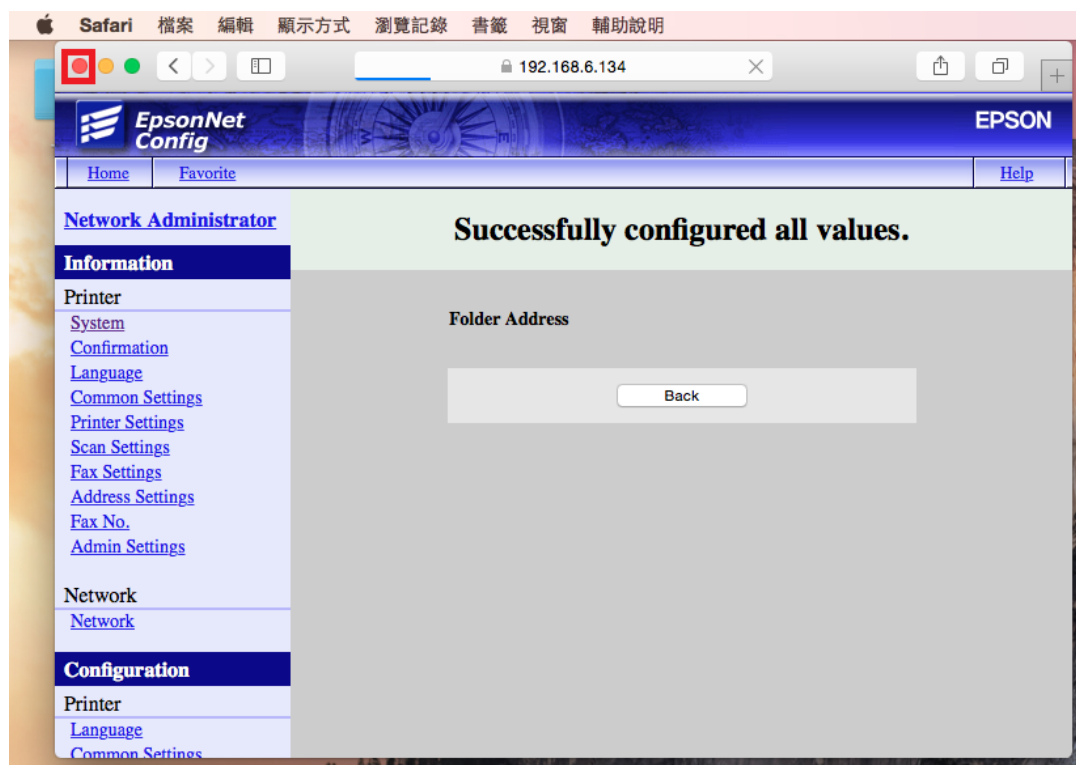 Safari 檔案 編輯 顯示方式 瀏覽記錄 書籤 視窗 輔助說明
192.168.6.134
EpsonNet
Config
W E
EPSON
Home Favorite Help
Network Administrator
Successfully configured all values.
Information
Printer
System
Folder Address
Confirmation
Language
Common Settings
Back
Printer Settings
Scan Settings
Fax Settings
Address Settings
Fax No.
Admin Settings
Network
Network
Configuration
Printer
Language
Common Settings